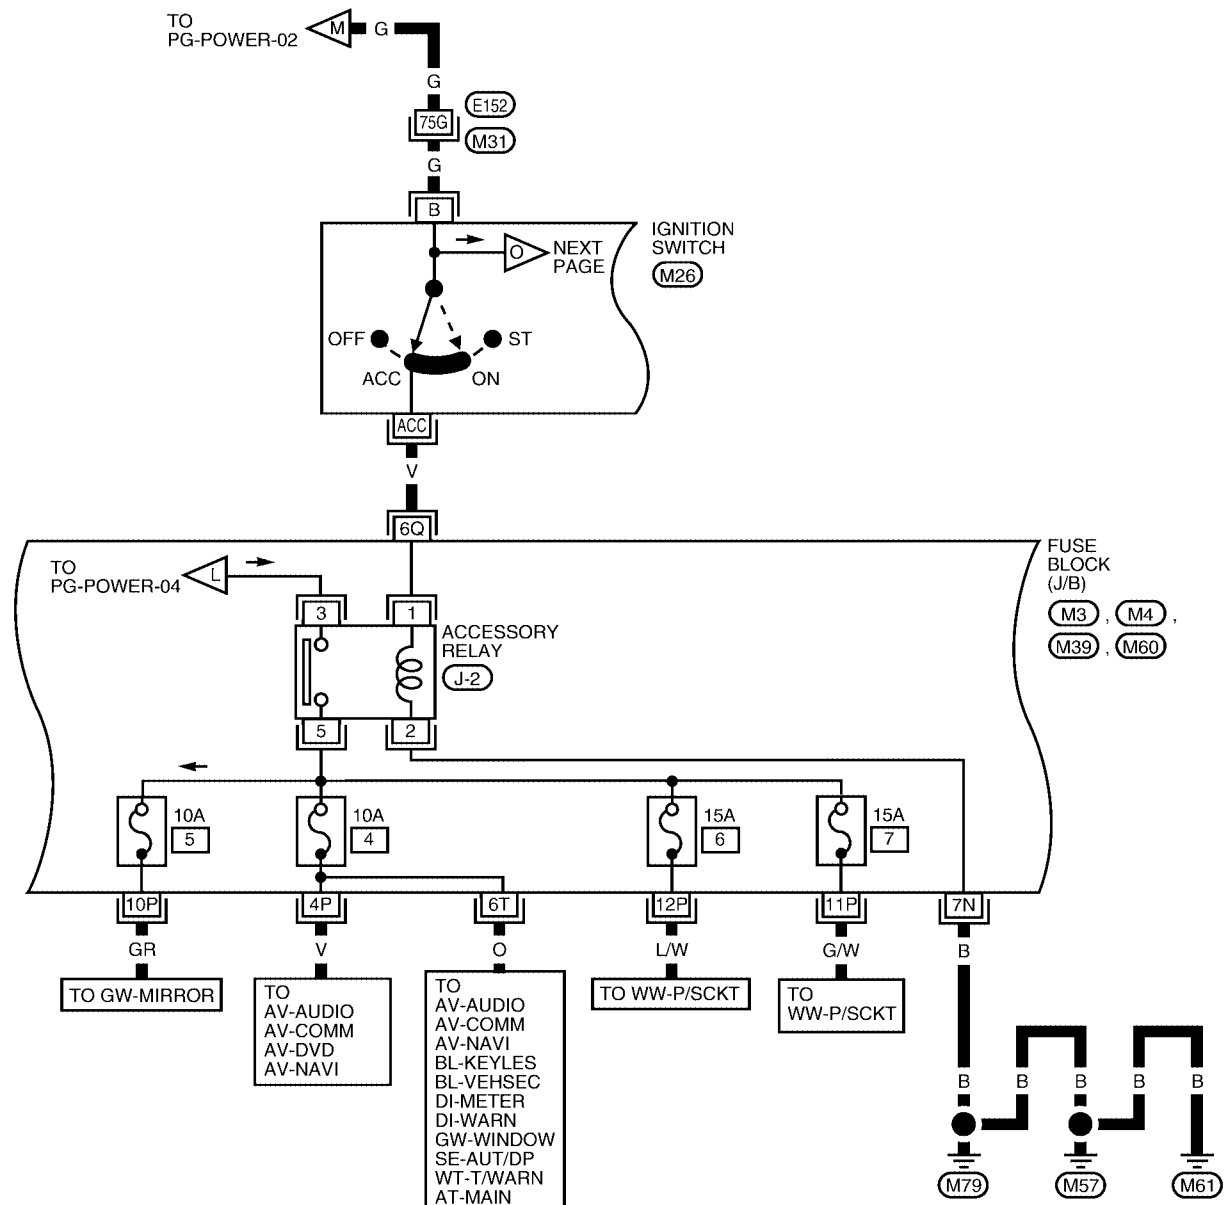 TO
PG-POWER-02
M
G
G
75G
E152
M31
G
B
IGNITION
SWITCH
M26
O
NEXT
PAGE
OFF
ST
ACC
ON
ACC
V
6Q
FUSE
BLOCK
(J/B)
M3 , M4 ,
M39 , M60
TO
PG-POWER-04
L
3
1
ACCESSORY
RELAY
J-2
5
2
10A
5
10A
4
15A
6
15A
7
10P
4P
6T
12P
11P
7N
GR
V
O
L/W
G/W
B
TO GW-MIRROR
TO
AV-AUDIO
AV-COMM
AV-DVD
AV-NAVI
TO
AV-AUDIO
AV-COMM
AV-NAVI
BL-KEYLES
BL-VEHSEC
DI-METER
DI-WARN
GW-WINDOW
SE-AUT/DP
WT-T/WARN
AT-MAIN
TO WW-P/SCKT
TO
WW-P/SCKT
B
B
B
B
B
M79
M57
M61